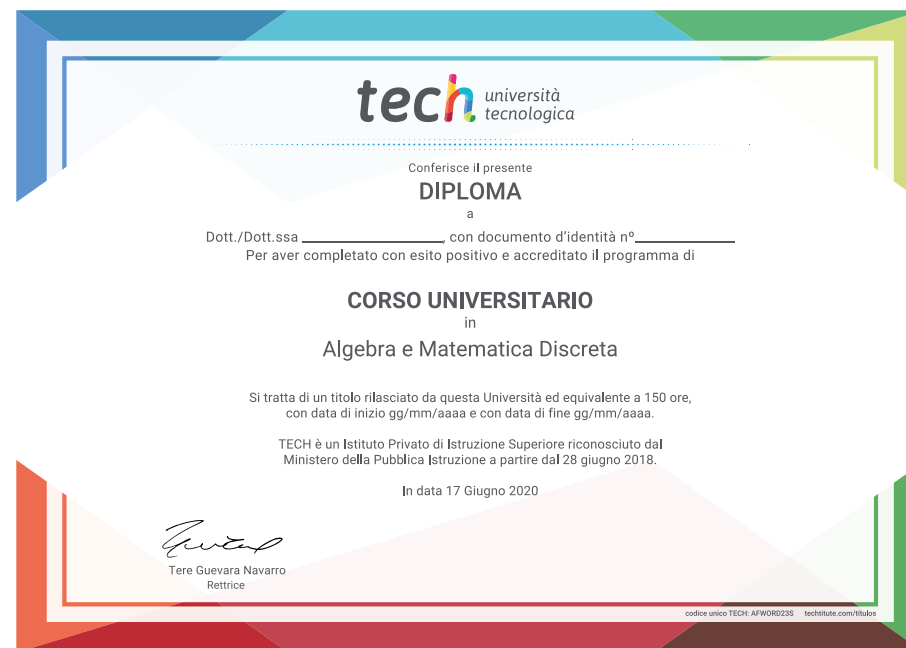 tech università
tecnologica
Conferisce il presente
DIPLOMA
a
Dott./Dott.ssa ____________________, con documento d'identità nº______________
Per aver completato con esito positivo e accreditato il programma di
CORSO UNIVERSITARIO
in
Algebra e Matematica Discreta
Si tratta di un titolo rilasciato da questa Università ed equivalente a 150 ore,
con data di inizio gg/mm/aaaa e con data di fine gg/mm/aaaa.
TECH è un Istituto Privato di Istruzione Superiore riconosciuto dal
Ministero della Pubblica Istruzione a partire dal 28 giugno 2018.
In data 17 Giugno 2020
Tere Guevara Navarro
Rettrice
codice unico TECH: AFWORD23S techtitute.com/títulos